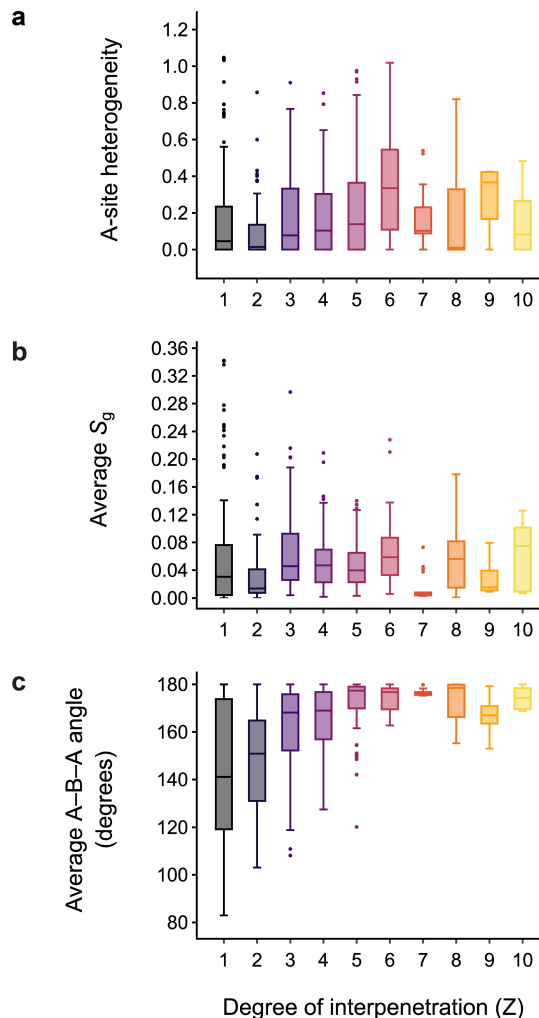 a
A-site heterogeneity
1.2
1.0
0.8
0.6
0.4
0.2
0.0
1 2 3 4 5 6 7 8 9 10
b
Average Sg
0.36
0.32
0.28
0.24
0.20
0.16
0.12
0.08
0.04
0.00
1 2 3 4 5 6 7 8 9 10
c
Average A–B–A angle
(degrees)
180
160
140
120
100
80
1 2 3 4 5 6 7 8 9 10
Degree of interpenetration (Z)